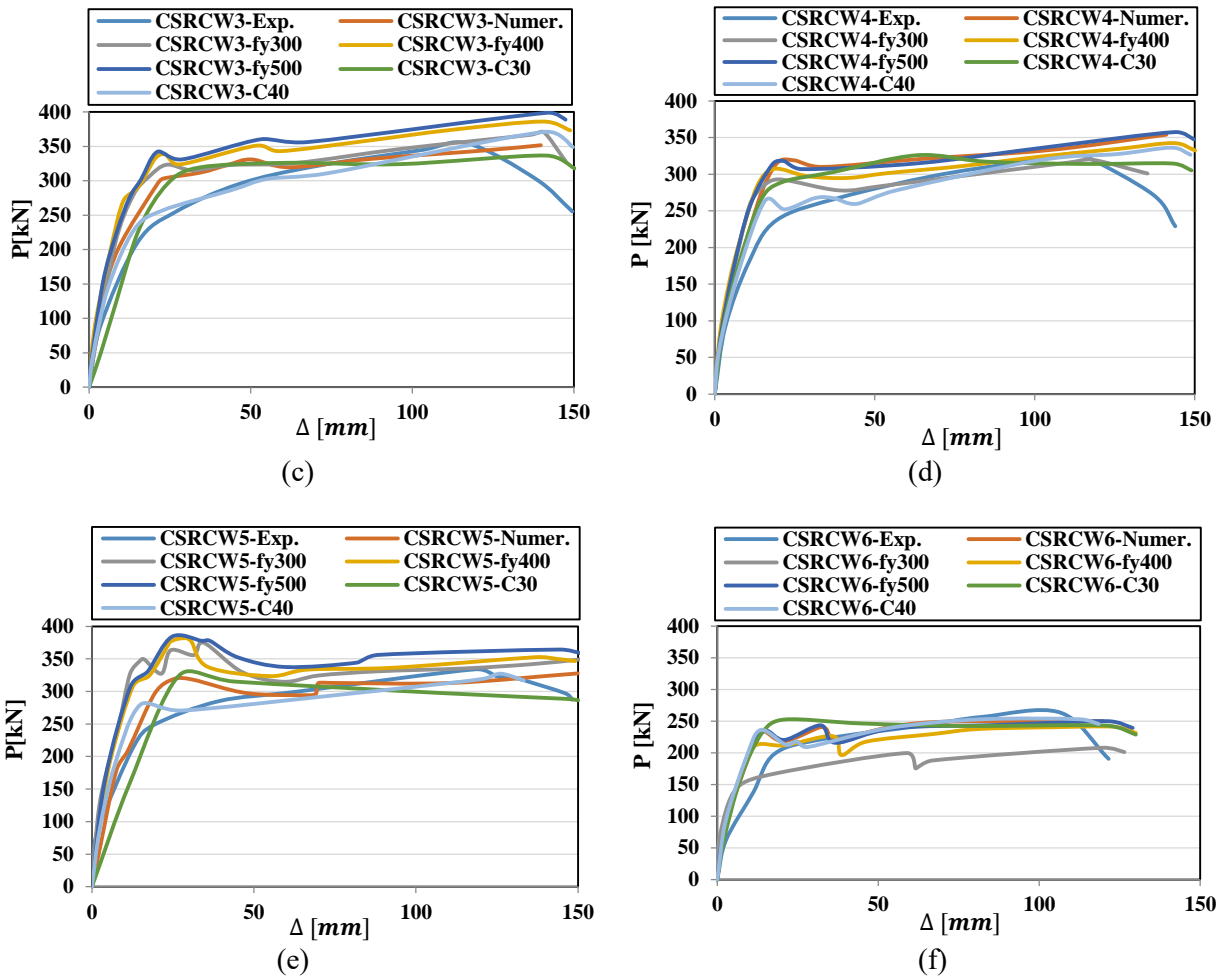 CSRCW3-Exp. CSRCW3-Numer.
CSRCW3-fy300 CSRCW3-fy400
CSRCW3-fy500 CSRCW3-C30
CSRCW3-C40
400
350
300
250
200
150
100
50
0
P[kN]
0 50 100 150
Δ [mm]
(c)
CSRCW4-Exp. CSRCW4-Numer.
CSRCW4-fy300 CSRCW4-fy400
CSRCW4-fy500 CSRCW4-C30
CSRCW4-C40
400
350
300
250
200
150
100
50
0
P [kN]
0 50 100 150
Δ [mm]
(d)
CSRCW5-Exp. CSRCW5-Numer.
CSRCW5-fy300 CSRCW5-fy400
CSRCW5-fy500 CSRCW5-C30
CSRCW5-C40
400
350
300
250
200
150
100
50
0
P [kN]
0 50 100 150
Δ [mm]
(e)
CSRCW6-Exp. CSRCW6-Numer.
CSRCW6-fy300 CSRCW6-fy400
CSRCW6-fy500 CSRCW6-C30
CSRCW6-C40
400
350
300
250
200
150
100
50
0
P [kN]
0 50 100 150
Δ [mm]
(f)